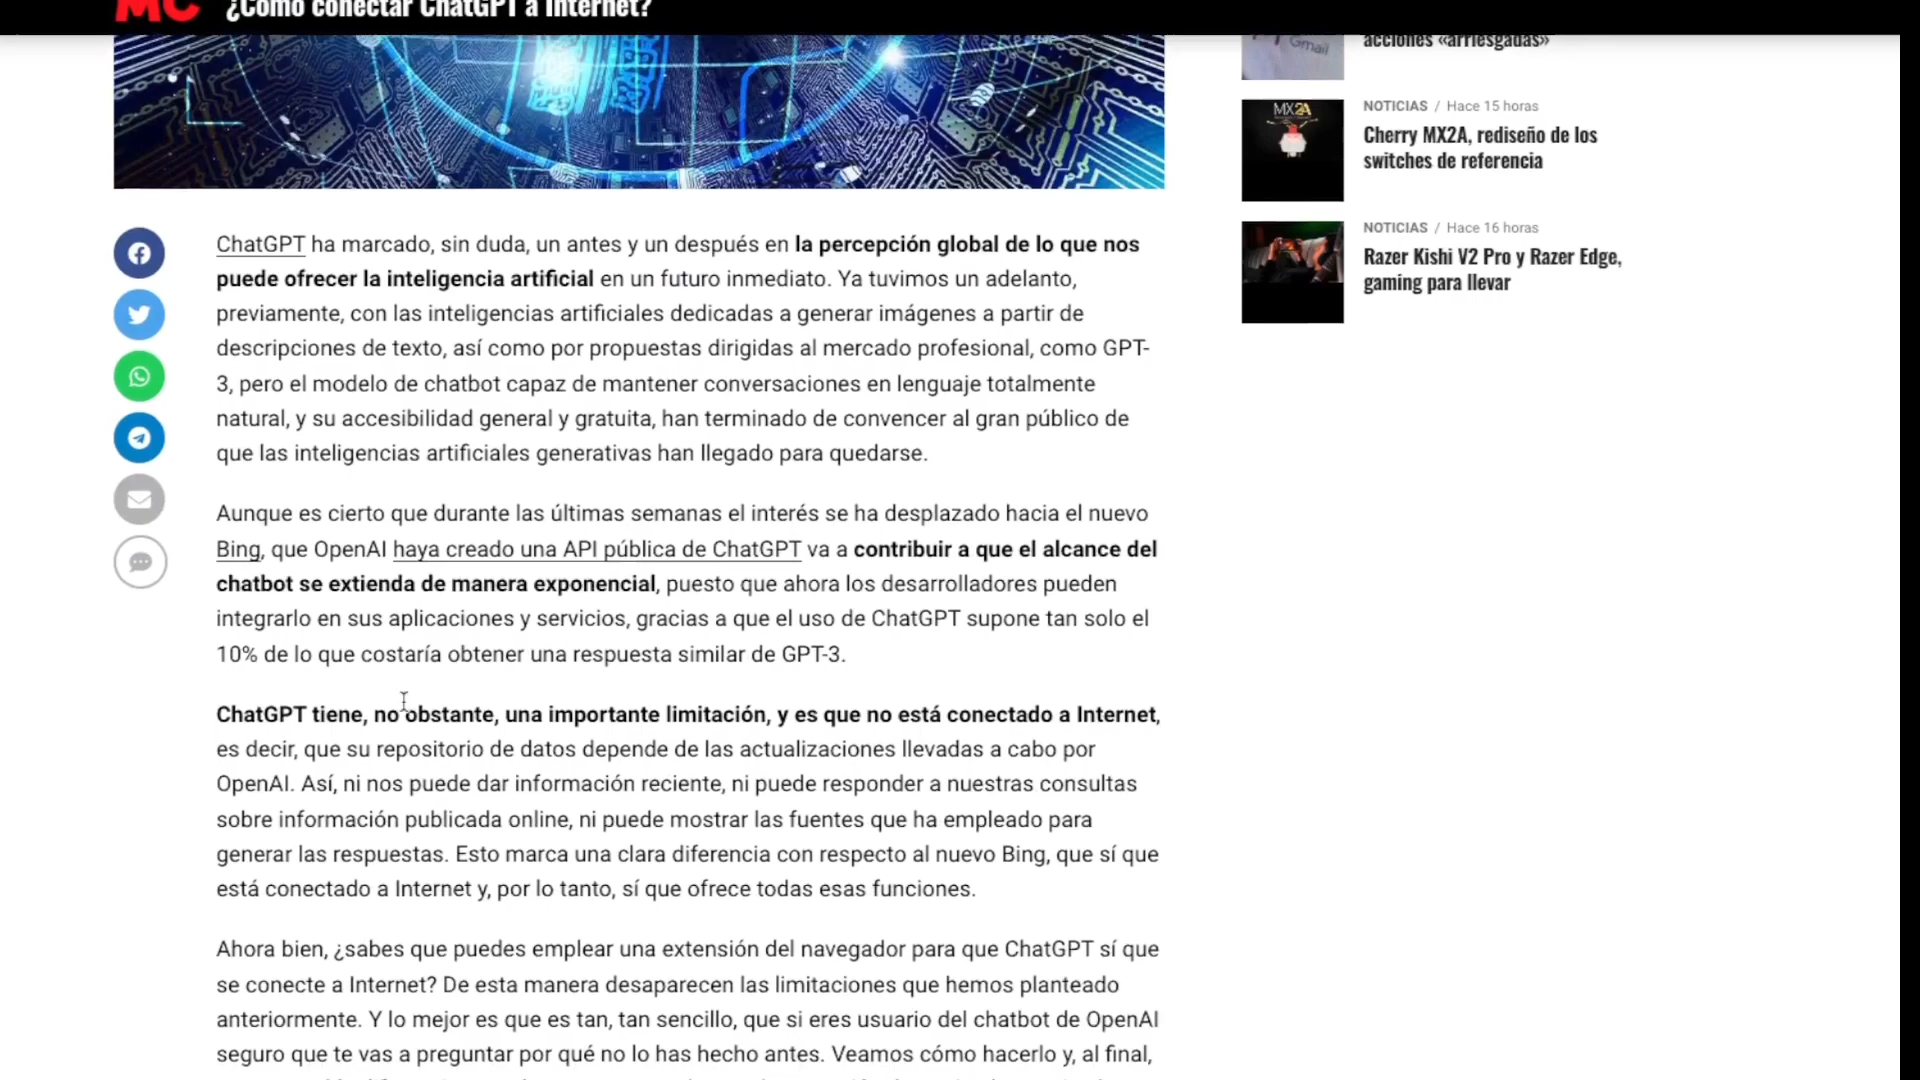 MC
¿Cómo conectar ChatGPT a Internet?
ChatGPT ha marcado, sin duda, un antes y un después en la percepción global de lo que nos
puede ofrecer la inteligencia artificial en un futuro inmediato. Ya tuvimos un adelanto,
previamente, con las inteligencias artificiales dedicadas a generar imágenes a partir de
descripciones de texto, así como por propuestas dirigidas al mercado profesional, como GPT-
3, pero el modelo de chatbot capaz de mantener conversaciones en lenguaje totalmente
natural, y su accesibilidad general y gratuita, han terminado de convencer al gran público de
que las inteligencias artificiales generativas han llegado para quedarse.
Aunque es cierto que durante las últimas semanas el interés se ha desplazado hacia el nuevo
Bing, que OpenAI haya creado una API pública de ChatGPT va a contribuir a que el alcance del
chatbot se extienda de manera exponencial, puesto que ahora los desarrolladores pueden
integrarlo en sus aplicaciones y servicios, gracias a que el uso de ChatGPT supone tan solo el
10% de lo que costaría obtener una respuesta similar de GPT-3.
ChatGPT tiene, no obstante, una importante limitación, y es que no está conectado a Internet,
es decir, que su repositorio de datos depende de las actualizaciones llevadas a cabo por
OpenAI. Así, ni nos puede dar información reciente, ni puede responder a nuestras consultas
sobre información publicada online, ni puede mostrar las fuentes que ha empleado para
generar las respuestas. Esto marca una clara diferencia con respecto al nuevo Bing, que sí que
está conectado a Internet y, por lo tanto, sí que ofrece todas esas funciones.
Ahora bien, ¿sabes que puedes emplear una extensión del navegador para que ChatGPT sí que
se conecte a Internet? De esta manera desaparecen las limitaciones que hemos planteado
anteriormente. Y lo mejor es que es tan, tan sencillo, que si eres usuario del chatbot de OpenAI
seguro que te vas a preguntar por qué no lo has hecho antes. Veamos cómo hacerlo y, al final,
Gmail
acciones «arriesgadas»
MX2A
NOTICIAS / Hace 15 horas
Cherry MX2A, rediseño de los
switches de referencia
NOTICIAS / Hace 16 horas
Razer Kishi V2 Pro y Razer Edge,
gaming para llevar